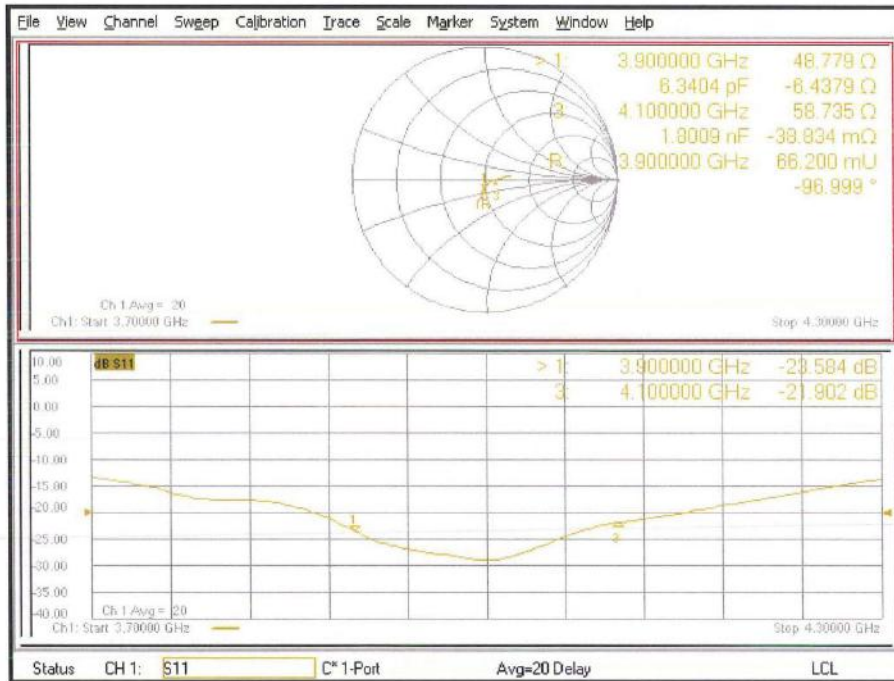 File View Channel Sweep Calibration Trace Scale Marker System Window Help
> 1: 3.900000 GHz 48.779 Ω
6.3404 pF -6.4379 Ω
3: 4.100000 GHz 58.735 Ω
1.8009 nF -38.834 mΩ
R: 3.900000 GHz 66.200 mU
-96.999 °
1
3
R
Ch 1 Avg = 20
Ch1: Start 3.70000 GHz Stop 4.30000 GHz
10.00
dB S11
> 1: 3.900000 GHz -23.584 dB
3: 4.100000 GHz -21.902 dB
5.00
0.00
-5.00
-10.00
-15.00
-20.00
1
3
-25.00
-30.00
-35.00
-40.00
Ch 1 Avg = 20
Ch1: Start 3.70000 GHz Stop 4.30000 GHz
Status CH 1: S11 C* 1-Port Avg=20 Delay LCL